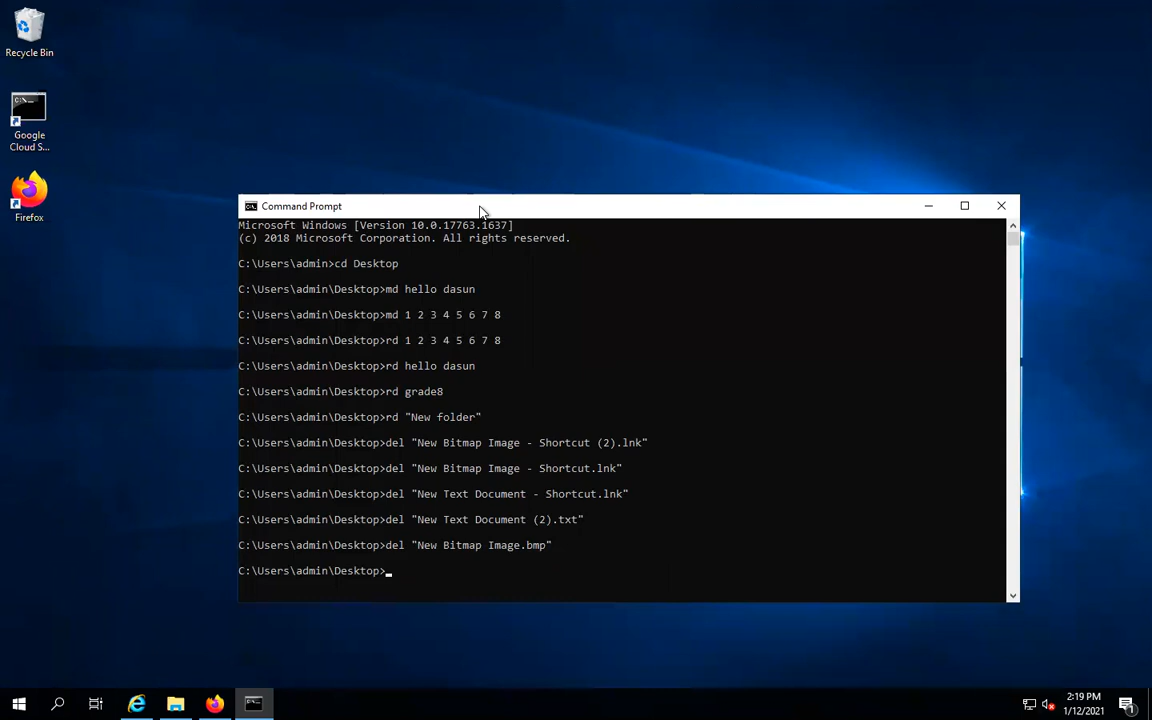 Recycle Bin
Google
Cloud S...
Firefox
Command Prompt
Microsoft Windows [Version 10.0.17763.1637]
(c) 2018 Microsoft Corporation. All rights reserved.
C:\Users\admin>cd Desktop
C:\Users\admin\Desktop>md hello dasun
C:\Users\admin\Desktop>md 1 2 3 4 5 6 7 8
C:\Users\admin\Desktop>rd 1 2 3 4 5 6 7 8
C:\Users\admin\Desktop>rd hello dasun
C:\Users\admin\Desktop>rd grade8
C:\Users\admin\Desktop>rd "New folder"
C:\Users\admin\Desktop>del "New Bitmap Image - Shortcut (2).lnk"
C:\Users\admin\Desktop>del "New Bitmap Image - Shortcut.lnk"
C:\Users\admin\Desktop>del "New Text Document - Shortcut.lnk"
C:\Users\admin\Desktop>del "New Text Document (2).txt"
C:\Users\admin\Desktop>del "New Bitmap Image.bmp"
C:\Users\admin\Desktop>
2:19 PM
1/12/2021